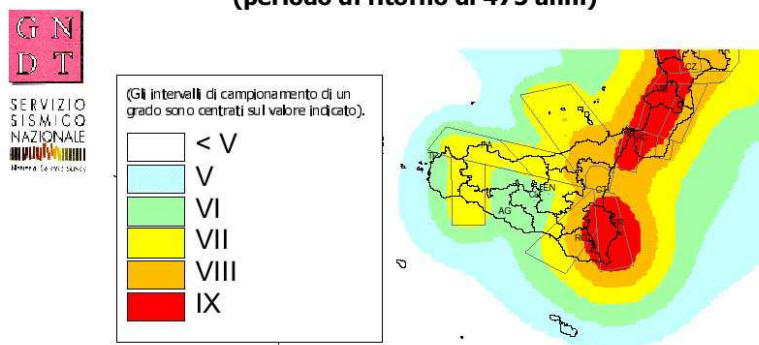 (periodo di ritorno di 475 anni)
G N
D T
SERVIZIO
SISMICO
NAZIONALE
(Gli intervalli di campionamento di un
grado sono centrati sul valore indicato).
< V
V
VI
VII
VIII
IX
CZ
PA
EN
CT
AG